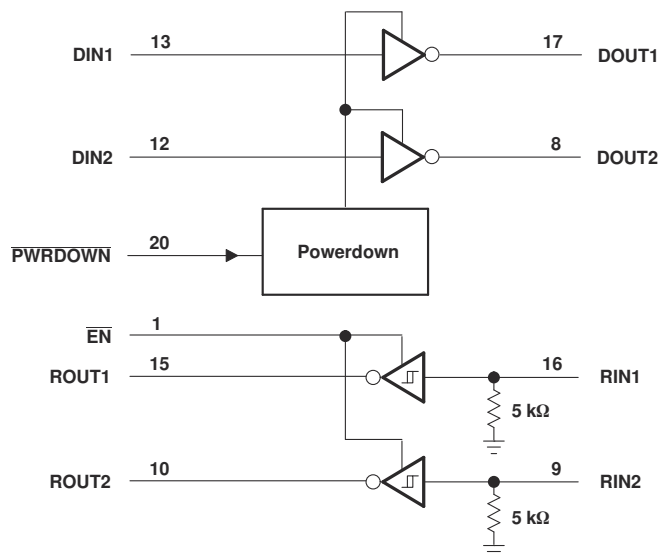 DIN1 13 17 DOUT1
DIN2 12 8 DOUT2
PWRDOWN 20 Powerdown
EN 1
ROUT1 15 16 RIN1
5 kΩ
ROUT2 10 9 RIN2
5 kΩ